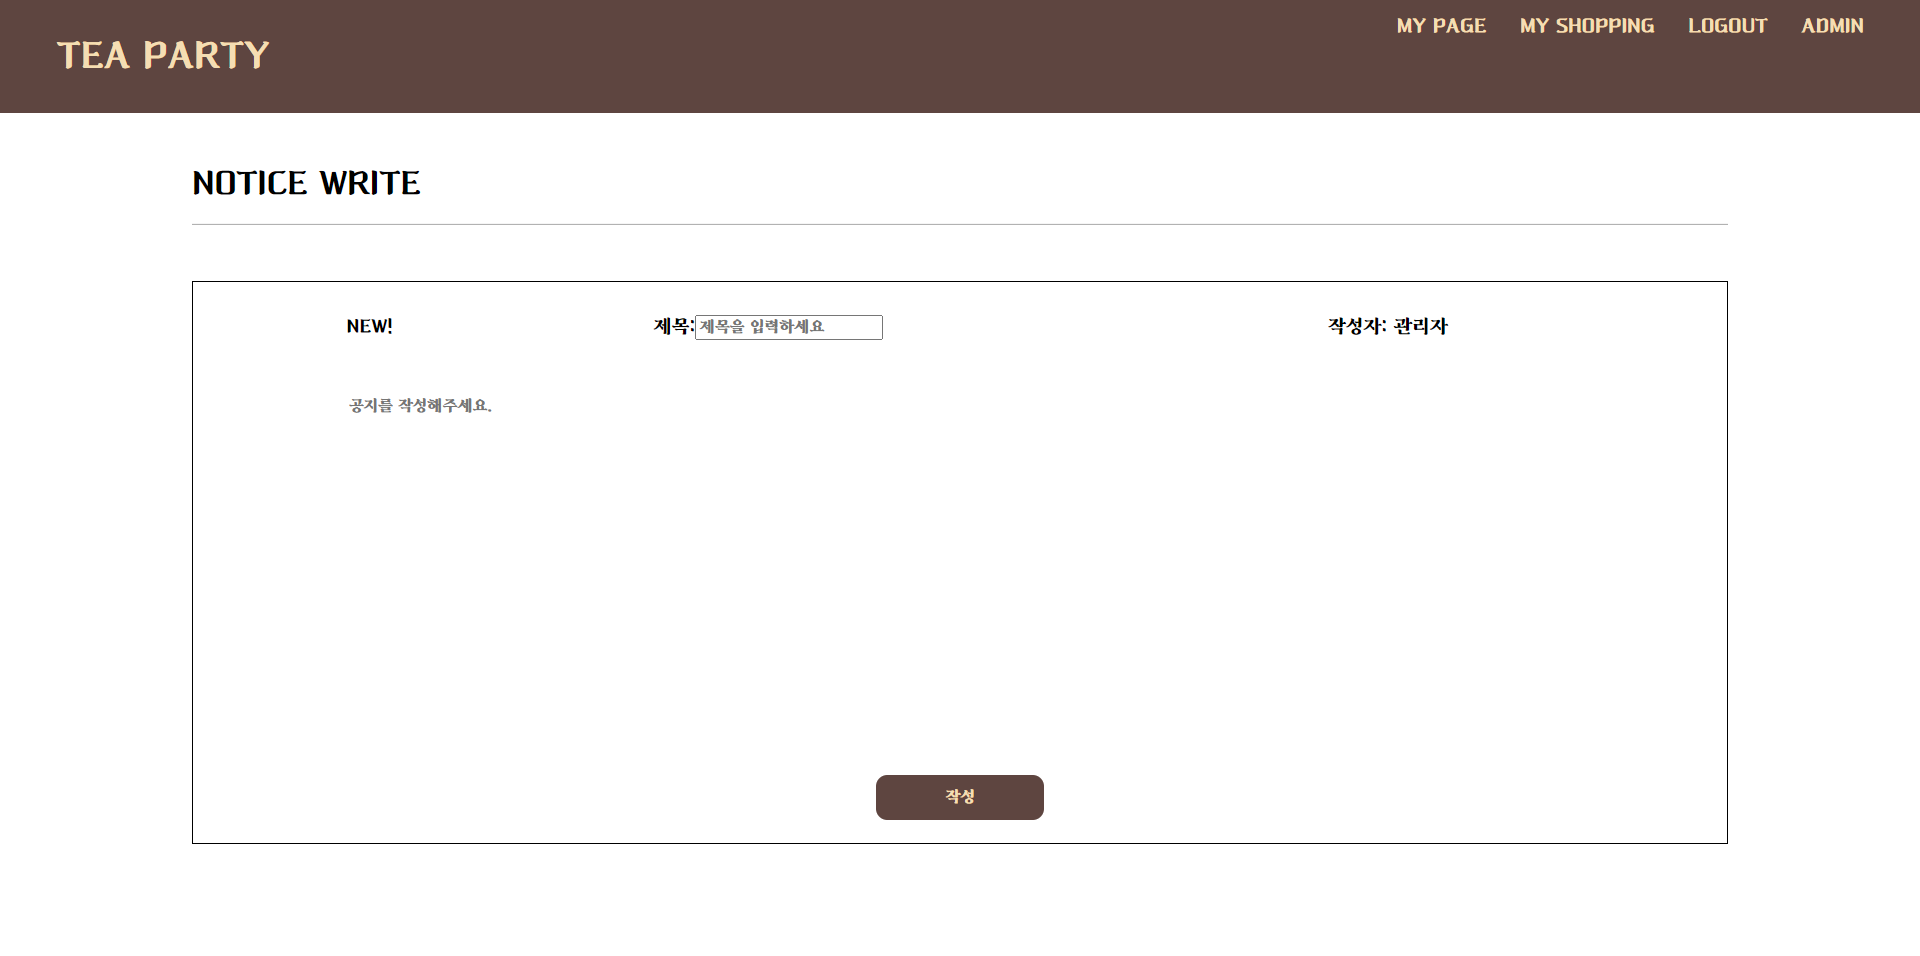 TEA PARTY
MY PAGE MY SHOPPING LOGOUT ADMIN
NOTICE WRITE
NEW! 제목: 제목을 입력하세요 작성자: 관리자
공지를 작성해주세요.
작성